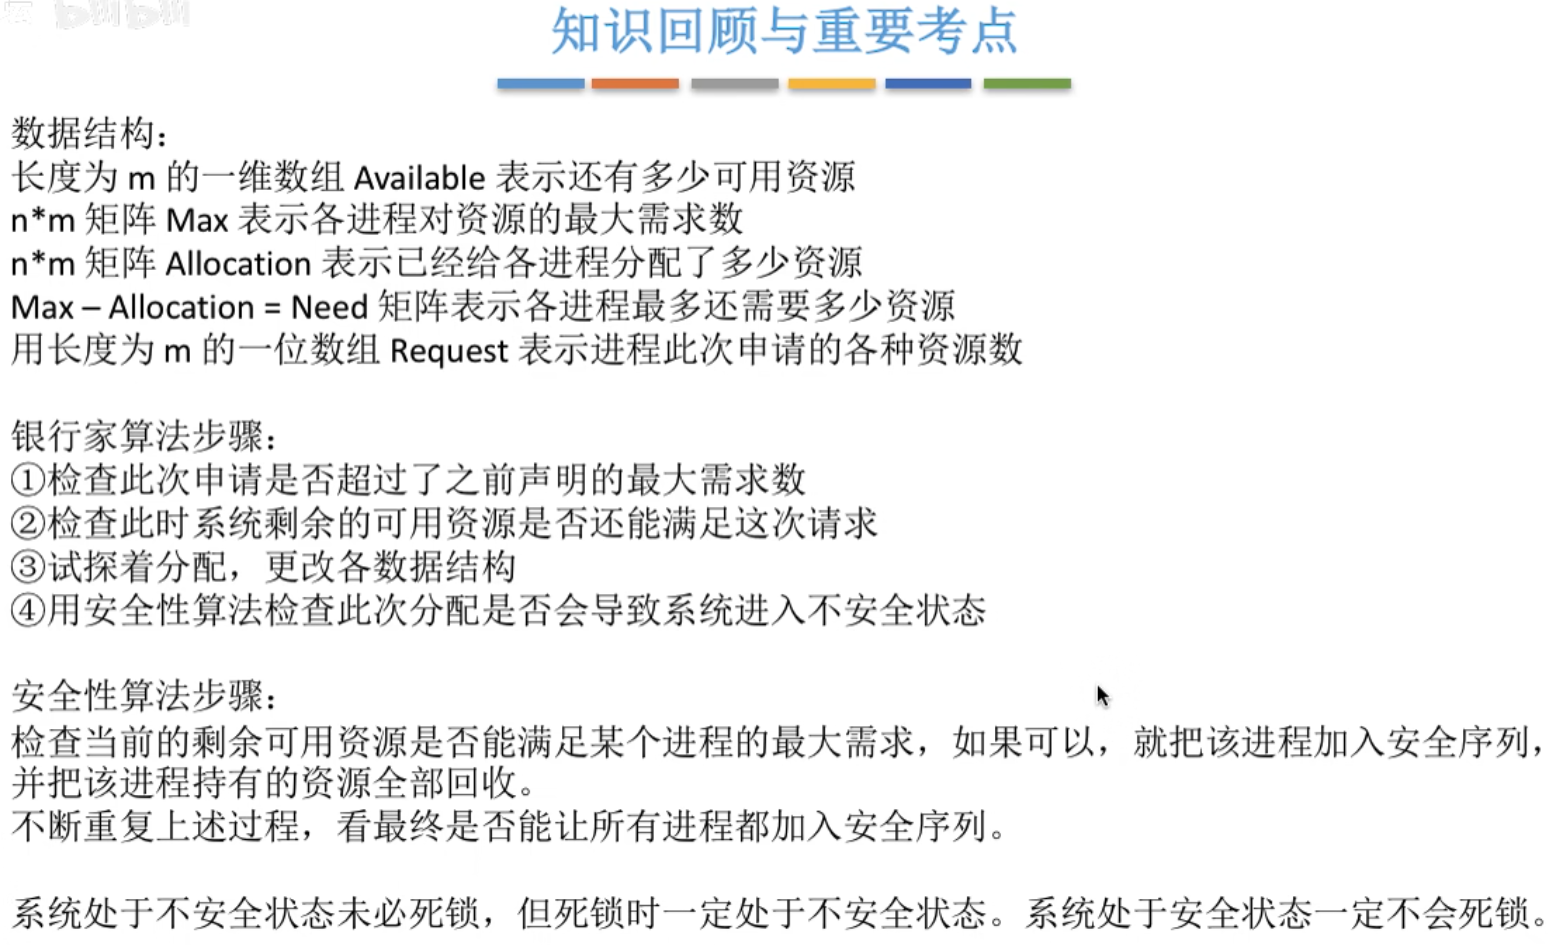 bilibili
知识回顾与重要考点
数据结构：
长度为 m 的一维数组 Available 表示还有多少可用资源
n*m 矩阵 Max 表示各进程对资源的最大需求数
n*m 矩阵 Allocation 表示已经给各进程分配了多少资源
Max – Allocation = Need 矩阵表示各进程最多还需要多少资源
用长度为 m 的一位数组 Request 表示进程此次申请的各种资源数
银行家算法步骤：
①检查此次申请是否超过了之前声明的最大需求数
②检查此时系统剩余的可用资源是否还能满足这次请求
③试探着分配，更改各数据结构
④用安全性算法检查此次分配是否会导致系统进入不安全状态
安全性算法步骤：
检查当前的剩余可用资源是否能满足某个进程的最大需求，如果可以，就把该进程加入安全序列，
并把该进程持有的资源全部回收。
不断重复上述过程，看最终是否能让所有进程都加入安全序列。
系统处于不安全状态未必死锁，但死锁时一定处于不安全状态。系统处于安全状态一定不会死锁。